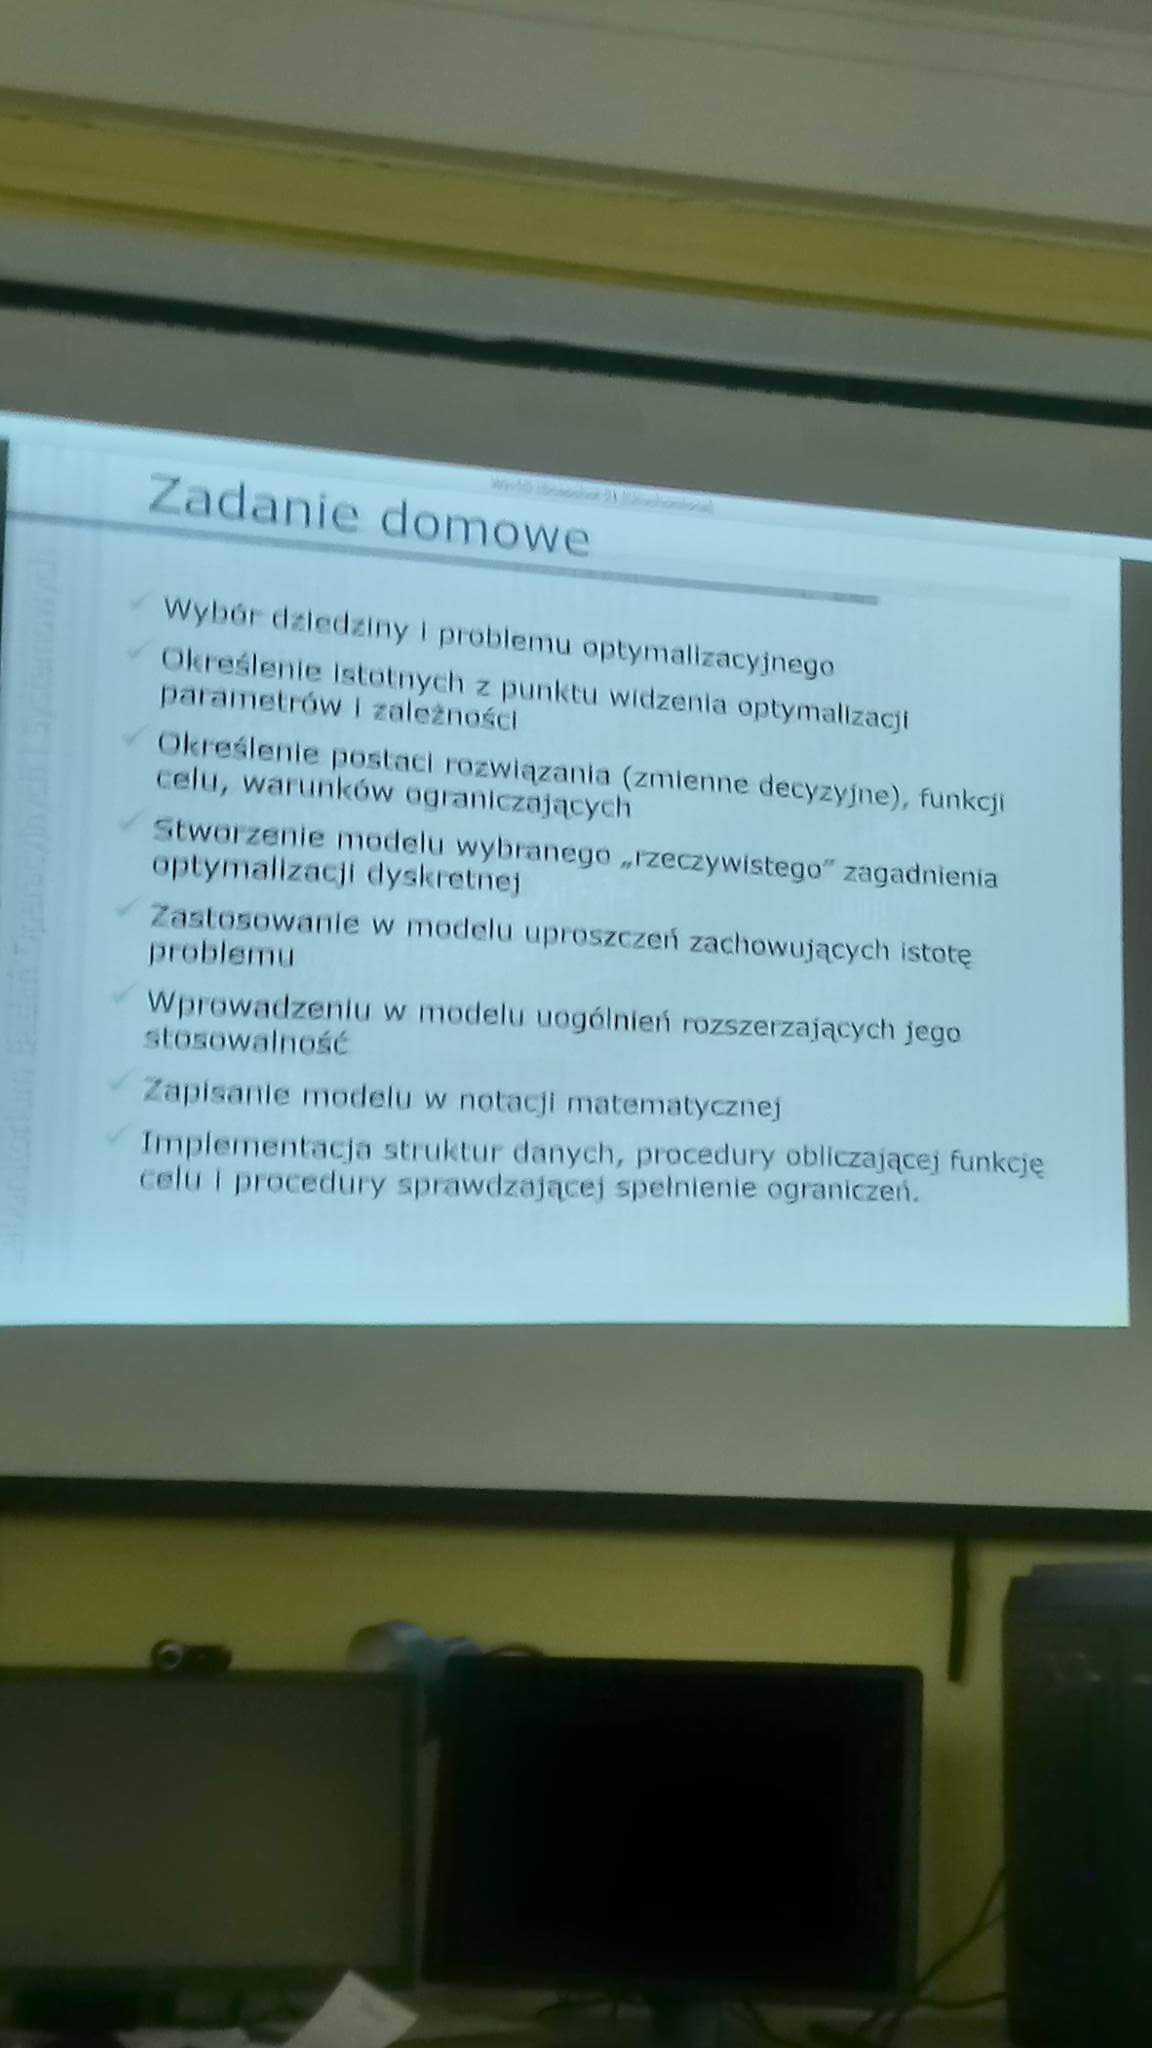 Zadanie domowe
Wybór dziedziny i problemu optymalizacyjnego
Określenie istotnych z punktu widzenia optymalizacji
parametrów i zależności
Określenie postaci rozwiązania (zmienne decyzyjne), funkcji
celu, warunków ograniczających
Stworzenie modelu wybranego „rzeczywistego” zagadnienia
optymalizacji dyskretnej
Zastosowanie w modelu uproszczeń zachowujących istotę
problemu
Wprowadzeniu w modelu uogólnień rozszerzających jego
stosowalność
Zapisanie modelu w notacji matematycznej
Implementacja struktur danych, procedury obliczającej funkcję
celu i procedury sprawdzającej spełnienie ograniczeń.